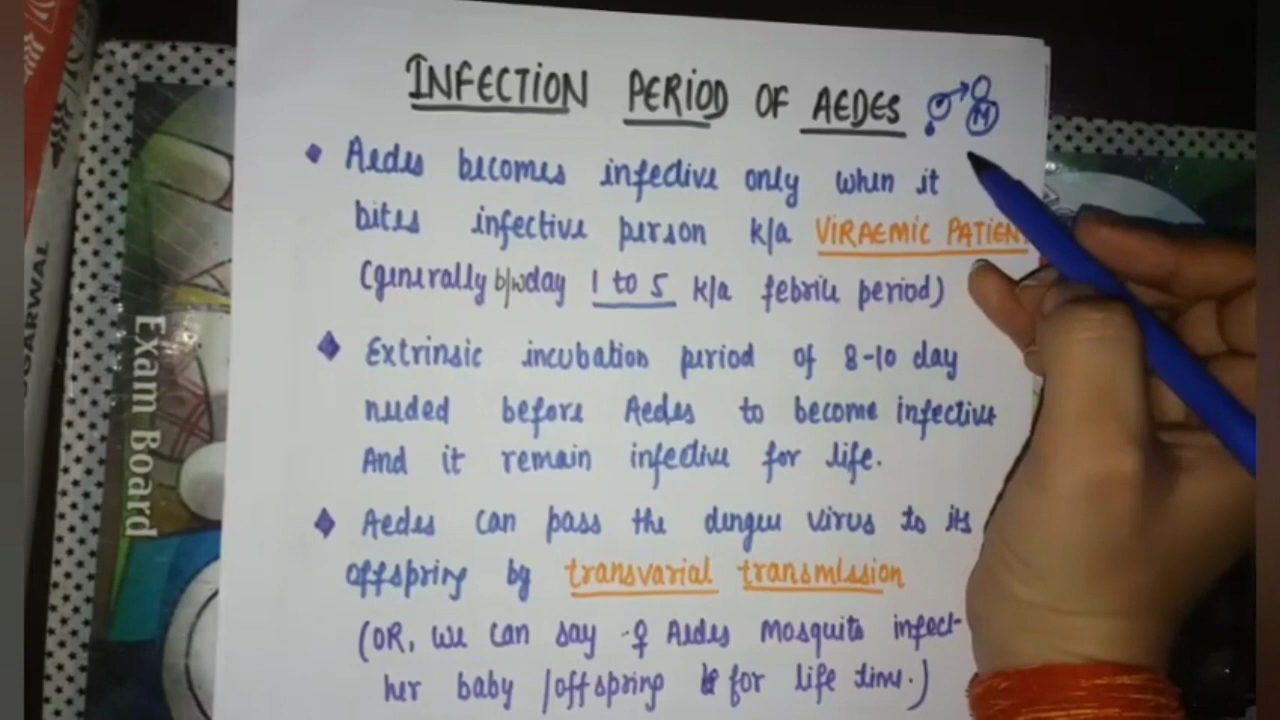 INFECTION PERIOD OF AEDES
M
Aedes becomes infective only when it
bites infective person k/a VIRAEMIC PATIENT
(generally b/w day 1 to 5 k/a febrile period)
Extrinsic incubation period of 8-10 day
needed before Aedes to become infective
And it remain infective for life.
Aedes can pass the dengue virus to its
offspring by transvarial transmission
(OR, we can say ♀ Aedes Mosquito infect-
her baby /offspring for life time.)
Exam Board
OGARWAL